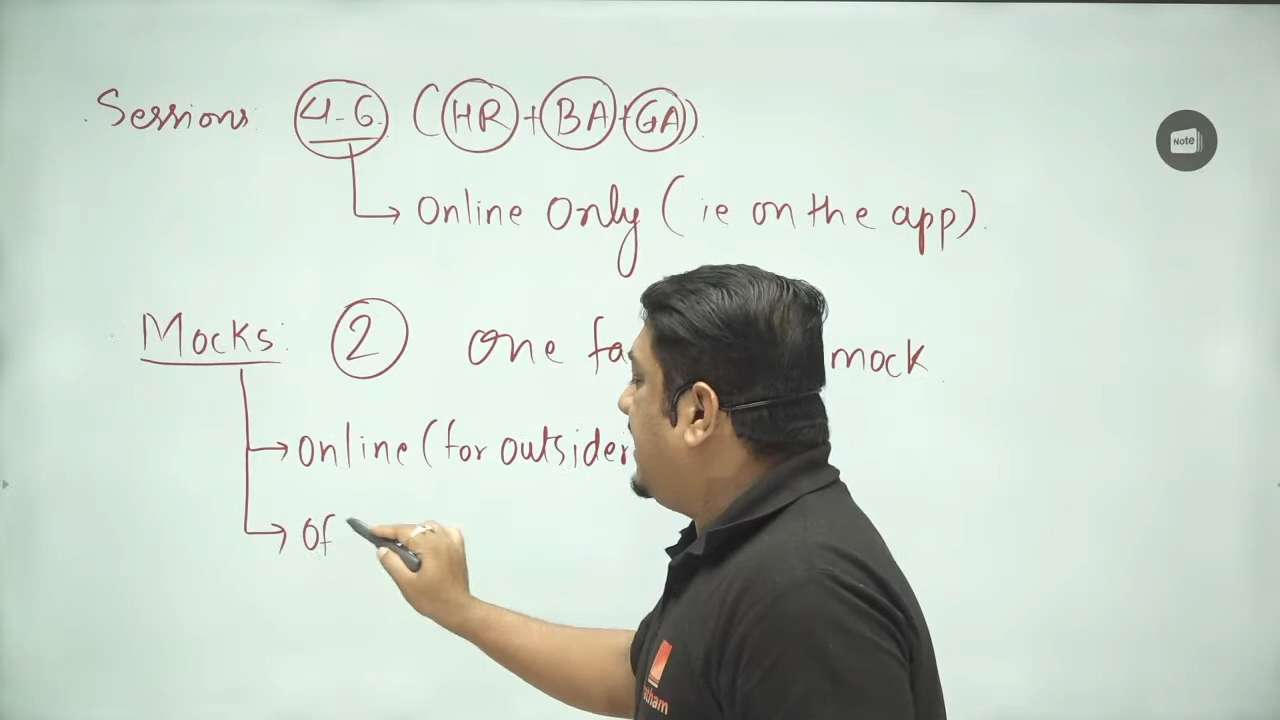 Sessions: 4-6 (HR+BA+GA)
Online Only (ie on the app).
Mocks: 2 one mock
Online (for outsider
Of
Note